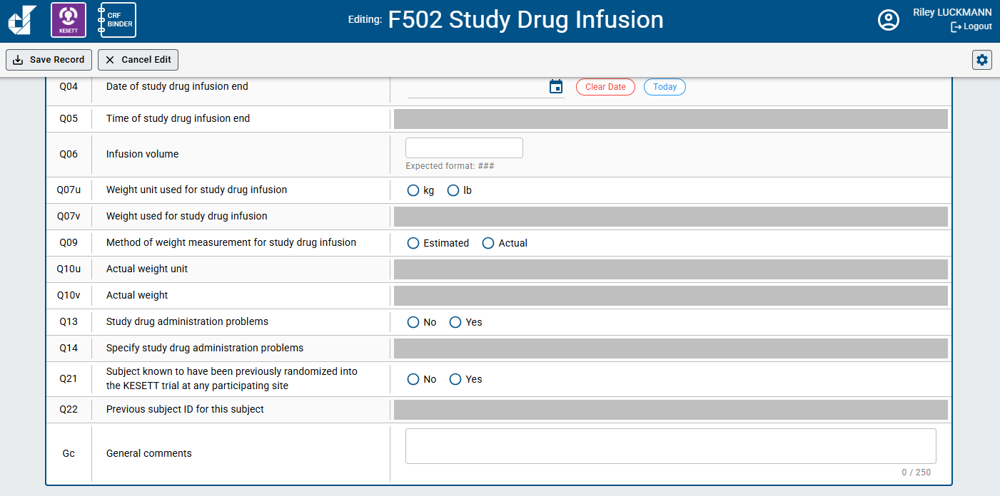 KESETT
CRF
BINDER
Editing: F502 Study Drug Infusion
Riley LUCKMANN
Logout
Save Record
Cancel Edit
Q04 Date of study drug infusion end Clear Date Today
Q05 Time of study drug infusion end
Q06 Infusion volume
Expected format: ###
Q07u Weight unit used for study drug infusion kg lb
Q07v Weight used for study drug infusion
Q09 Method of weight measurement for study drug infusion Estimated Actual
Q10u Actual weight unit
Q10v Actual weight
Q13 Study drug administration problems No Yes
Q14 Specify study drug administration problems
Q21 Subject known to have been previously randomized into
the KESETT trial at any participating site No Yes
Q22 Previous subject ID for this subject
Gc General comments
0 / 250